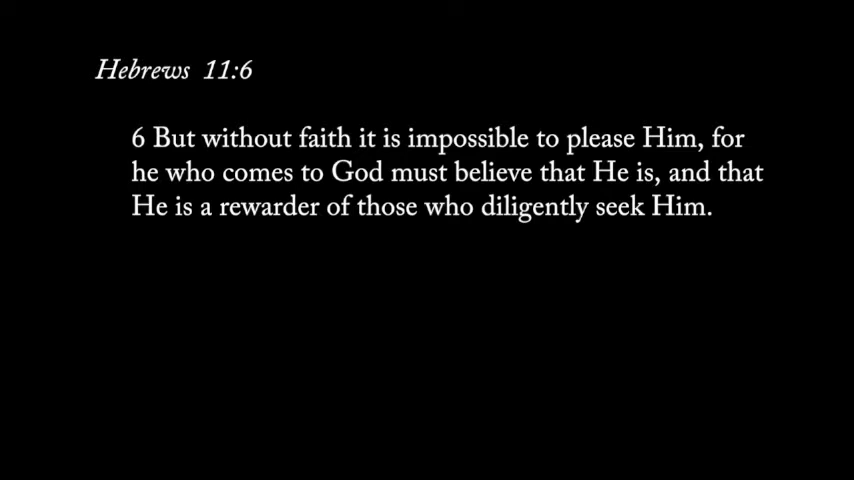 Hebrews 11:6
6 But without faith it is impossible to please Him, for
he who comes to God must believe that He is, and that
He is a rewarder of those who diligently seek Him.